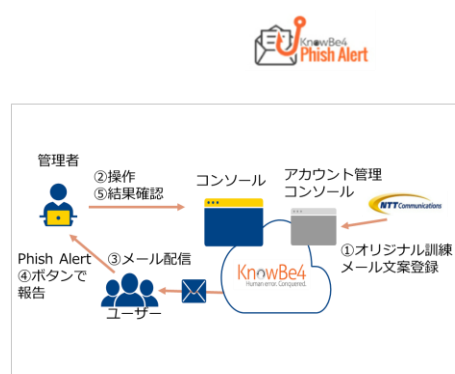 KnowBe4
Phish Alert
管理者
②操作
⑤結果確認
コンソール
アカウント管理
コンソール
NTT Communications
①オリジナル訓練
メール文案登録
Phish Alert
④ボタンで
報告
③メール配信
ユーザー
KnowBe4
Human error. Conquered.